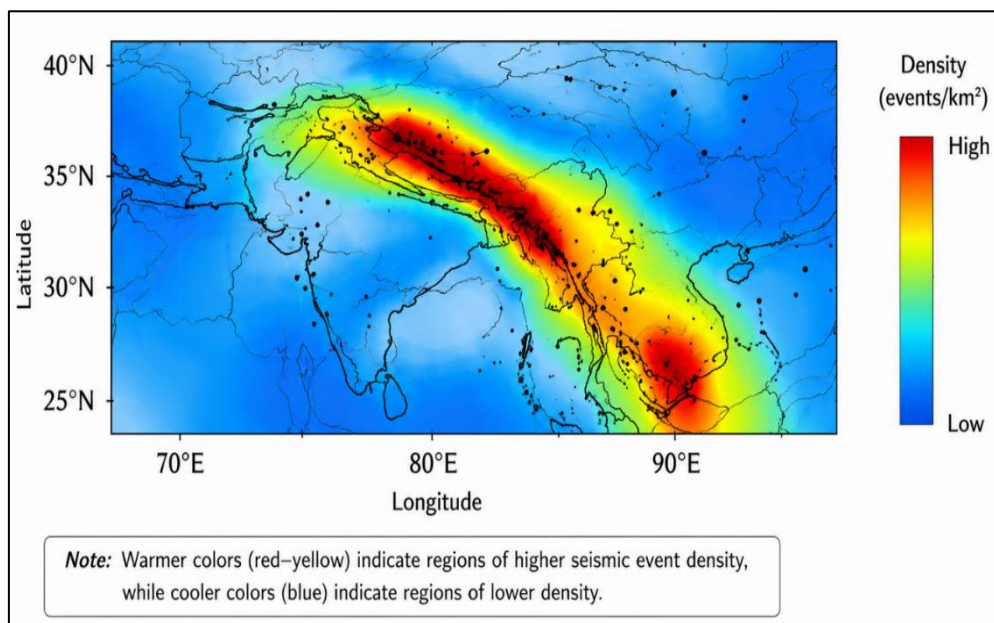 Density
(events/km²)
High
Low
40°N
35°N
30°N
25°N
Latitude
70°E
80°E
90°E
Longitude
Note: Warmer colors (red–yellow) indicate regions of higher seismic event density,
while cooler colors (blue) indicate regions of lower density.